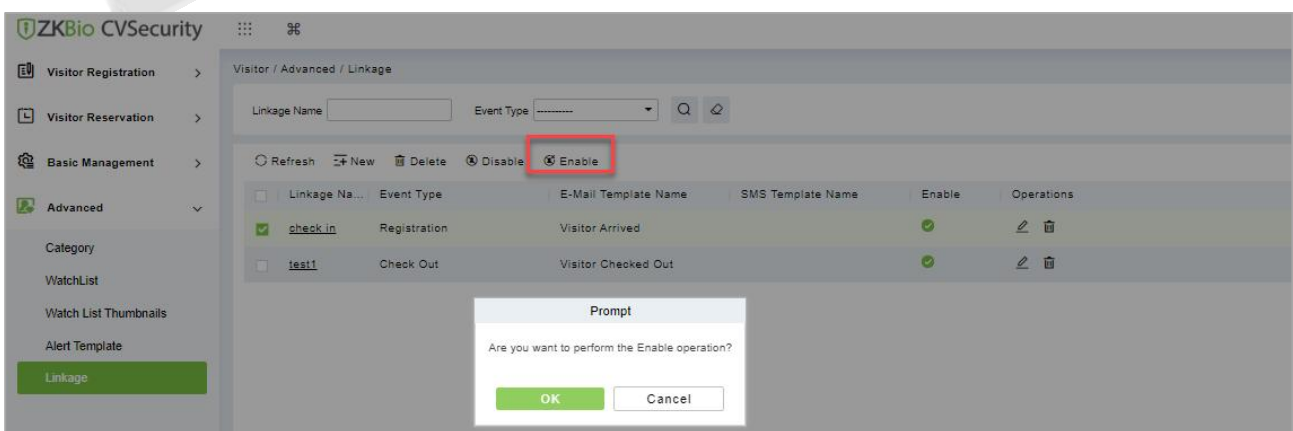 ZKBio CVSecurity
Visitor Registration
Visitor Reservation
Basic Management
Advanced
Category
WatchList
Watch List Thumbnails
Alert Template
Linkage
Visitor / Advanced / Linkage
Linkage Name Event Type ----------
Refresh New Delete Disable Enable
Linkage Na... Event Type E-Mail Template Name SMS Template Name Enable Operations
check in Registration Visitor Arrived
test1 Check Out Visitor Checked Out
Prompt
Are you want to perform the Enable operation?
OK Cancel